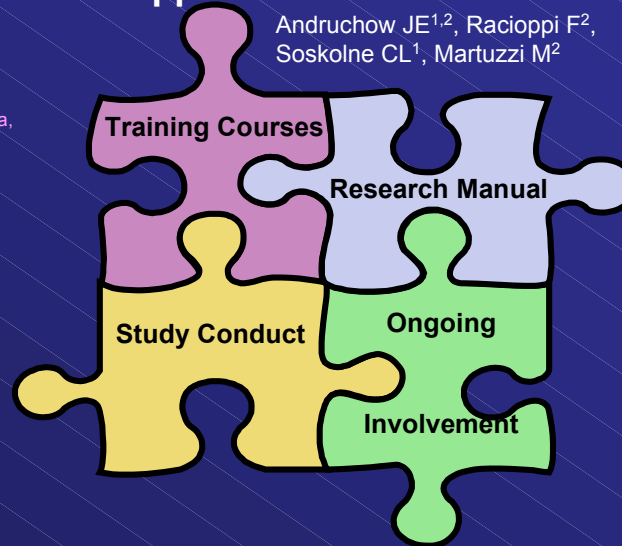 Andruchow JE1,2, Racioppi F2,
Soskolne CL1, Martuzzi M2
Training Courses
Research Manual
Study Conduct
Ongoing
Involvement